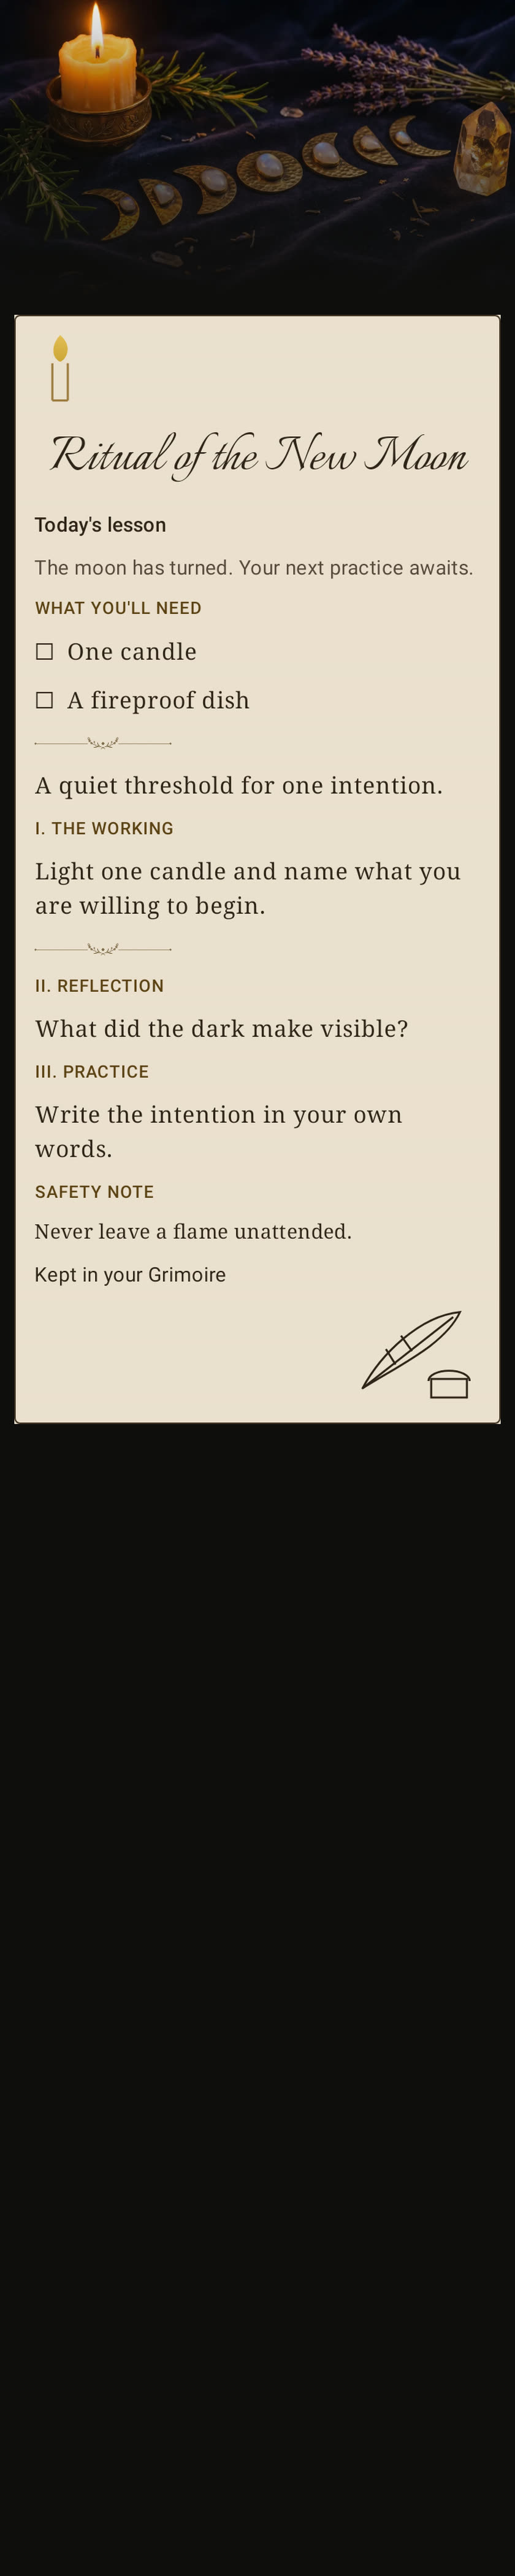 Ritual of the New Moon
Today's lesson
The moon has turned. Your next practice awaits.
WHAT YOU'LL NEED
☐ One candle
☐ A fireproof dish
A quiet threshold for one intention.
I. THE WORKING
Light one candle and name what you
are willing to begin.
II. REFLECTION
What did the dark make visible?
III. PRACTICE
Write the intention in your own
words.
SAFETY NOTE
Never leave a flame unattended.
Kept in your Grimoire